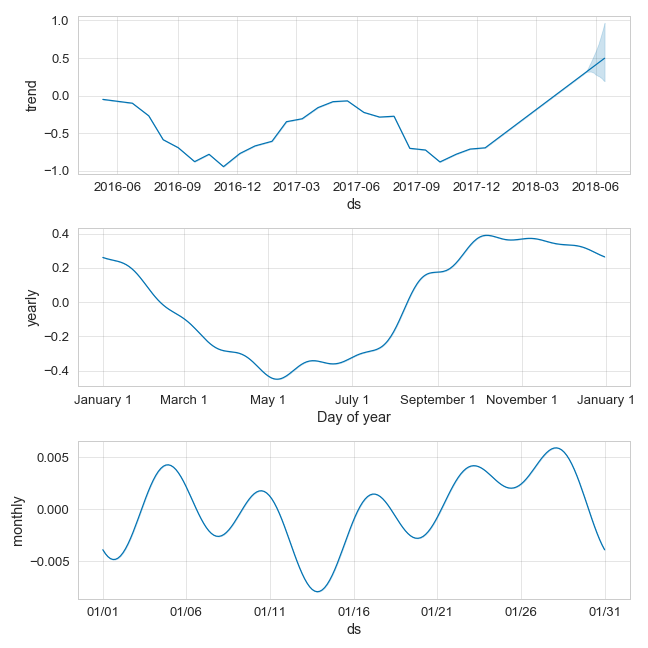 1.0
0.5
0.0
−0.5
−1.0
trend
2016-06 2016-09 2016-12 2017-03 2017-06 2017-09 2017-12 2018-03 2018-06
ds
0.4
0.2
0.0
−0.2
−0.4
yearly
January 1 March 1 May 1 July 1 September 1 November 1 January 1
Day of year
0.005
0.000
−0.005
monthly
01/01 01/06 01/11 01/16 01/21 01/26 01/31
ds